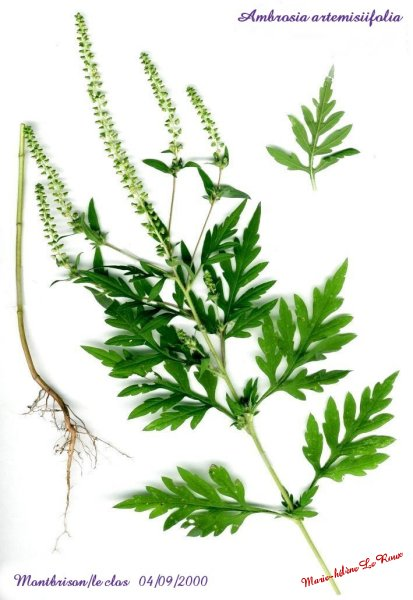 Ambrosia artemisiifolia
Marie-hélène Le Roux
Montbrison/le clos 04/09/2000